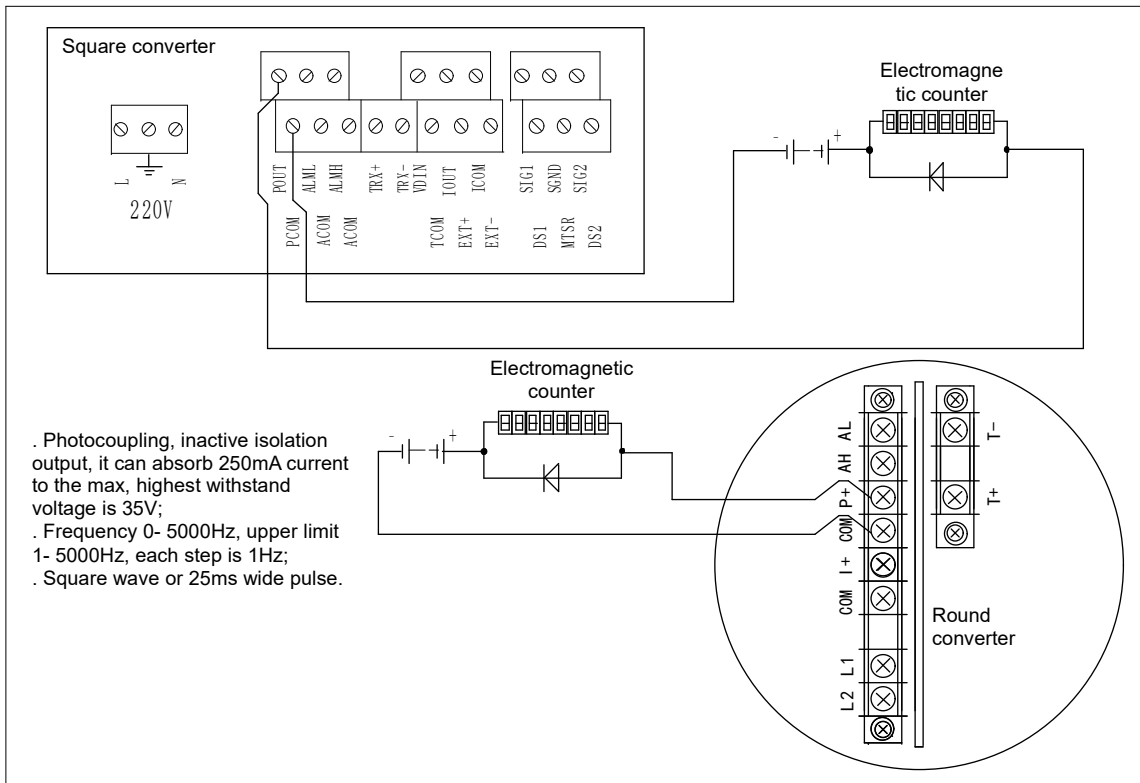 Square converter
L
N
220V
POUT
ALML
ALMH
TRX+
TRX-
VDIN
IOUT
ICOM
SIG1
SGND
SIG2
PCOM
ACOM
ACOM
TCOM
EXT+
EXT-
DS1
MTSR
DS2
Electromagne
tic counter
- +
Electromagnetic
counter
- +
. Photocoupling, inactive isolation
output, it can absorb 250mA current
to the max, highest withstand
voltage is 35V;
. Frequency 0- 5000Hz, upper limit
1- 5000Hz, each step is 1Hz;
. Square wave or 25ms wide pulse.
AL
AH
P+
COM
I+
COM
L1
L2
T-
T+
Round
converter